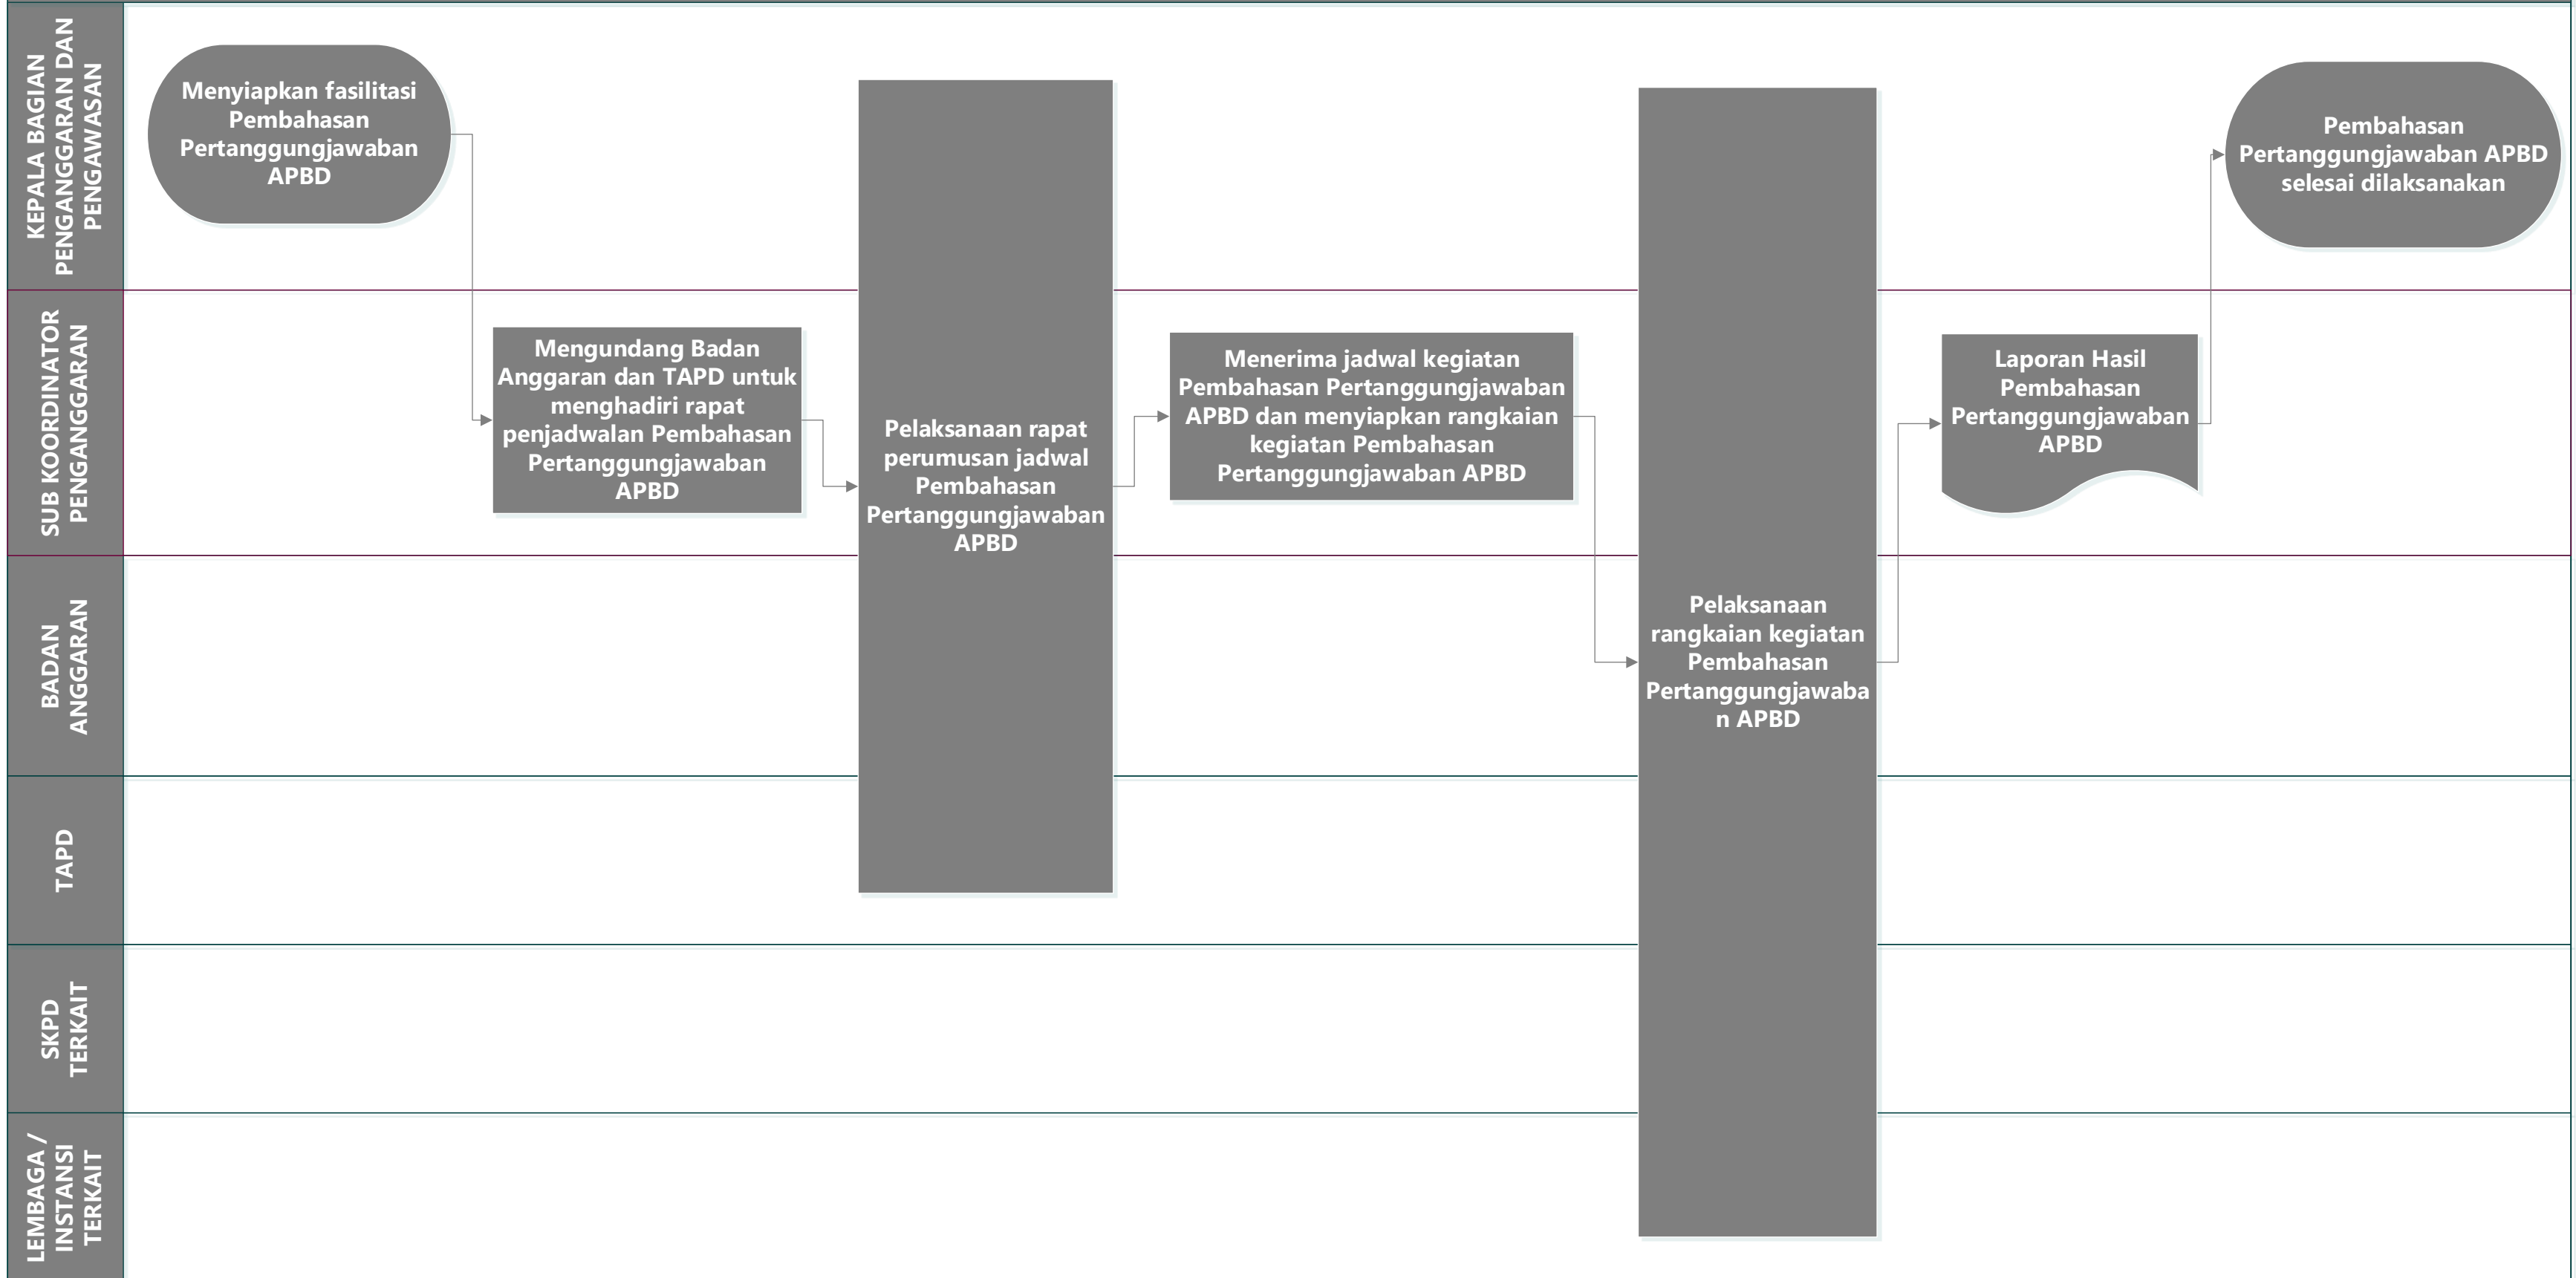 KEPALA BAGIAN
PENGANGGARAN DAN
PENGAWASAN
Menyiapkan fasilitasi
Pembahasan
Pertanggungjawaban
APBD
Pembahasan
Pertanggungjawaban APBD
selesai dilaksanakan
SUB KOORDINATOR
PENGANGGARAN
Mengundang Badan
Anggaran dan TAPD untuk
menghadiri rapat
penjadwalan Pembahasan
Pertanggungjawaban
APBD
Pelaksanaan rapat
perumusan jadwal
Pembahasan
Pertanggungjawaban
APBD
Menerima jadwal kegiatan
Pembahasan Pertanggungjawaban
APBD dan menyiapkan rangkaian
kegiatan Pembahasan
Pertanggungjawaban APBD
Pelaksanaan
rangkaian kegiatan
Pembahasan
Pertanggungjawaba
n APBD
Laporan Hasil
Pembahasan
Pertanggungjawaban
APBD
BADAN
ANGGARAN
TAPD
SKPD
TERKAIT
LEMBAGA /
INSTANSI
TERKAIT